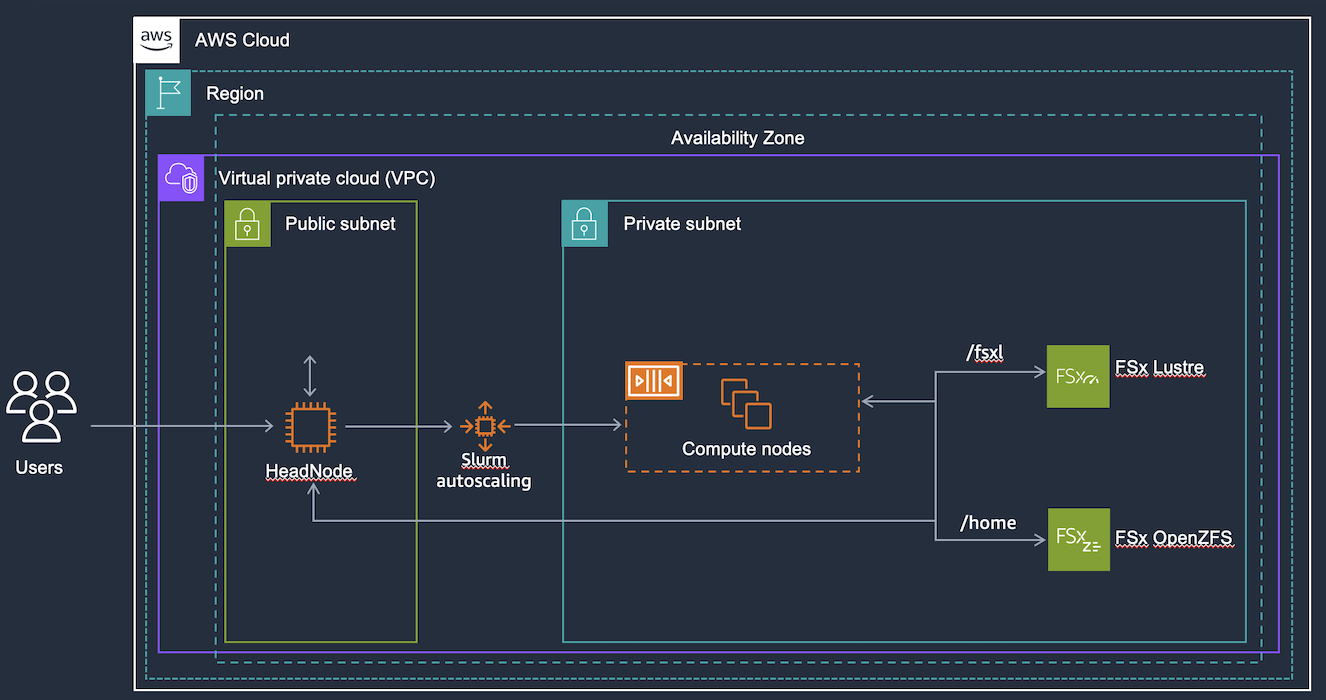 aws
AWS Cloud
Region
Availability Zone
Virtual private cloud (VPC)
Public subnet
Private subnet
/fsxl
FSx
FSx Lustre
Compute nodes
Users
HeadNode
Slurm
autoscaling
/home
FSx
ZF
FSx OpenZFS